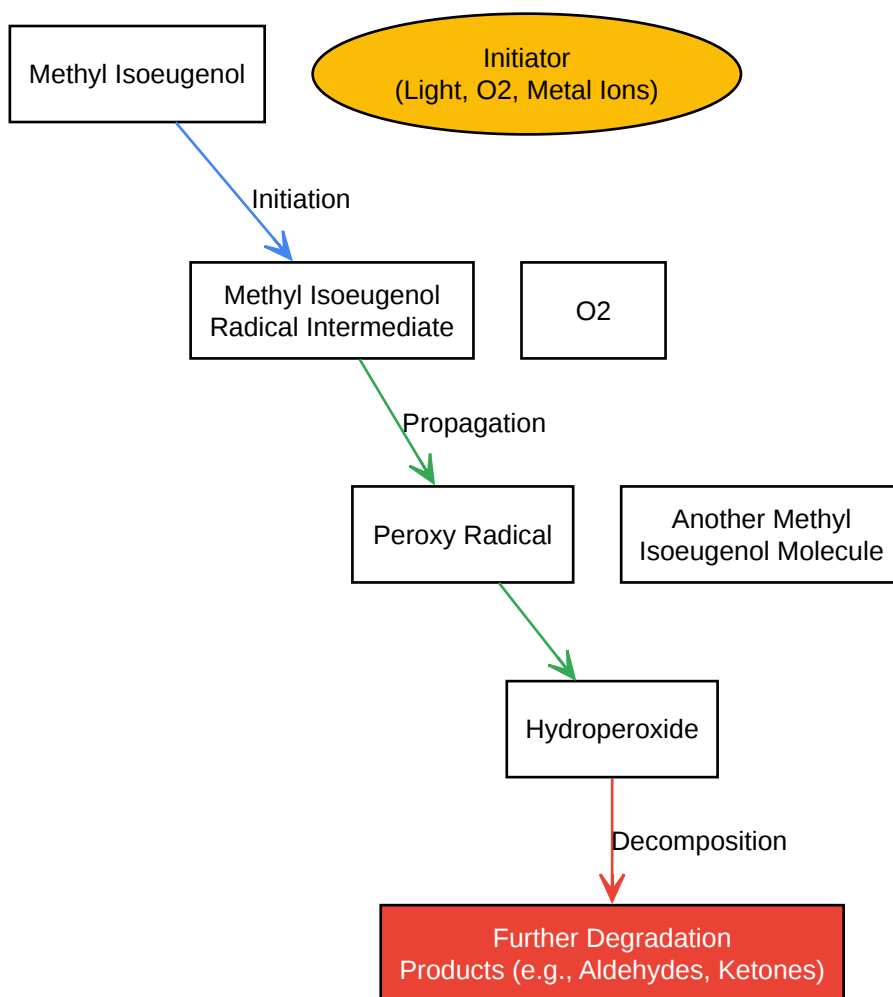 Methyl Isoeugenol
Initiator
(Light, O2, Metal Ions)
Initiation
Methyl Isoeugenol
Radical Intermediate
O2
Propagation
Peroxy Radical
Another Methyl
Isoeugenol Molecule
Hydroperoxide
Decomposition
Further Degradation
Products (e.g., Aldehydes, Ketones)